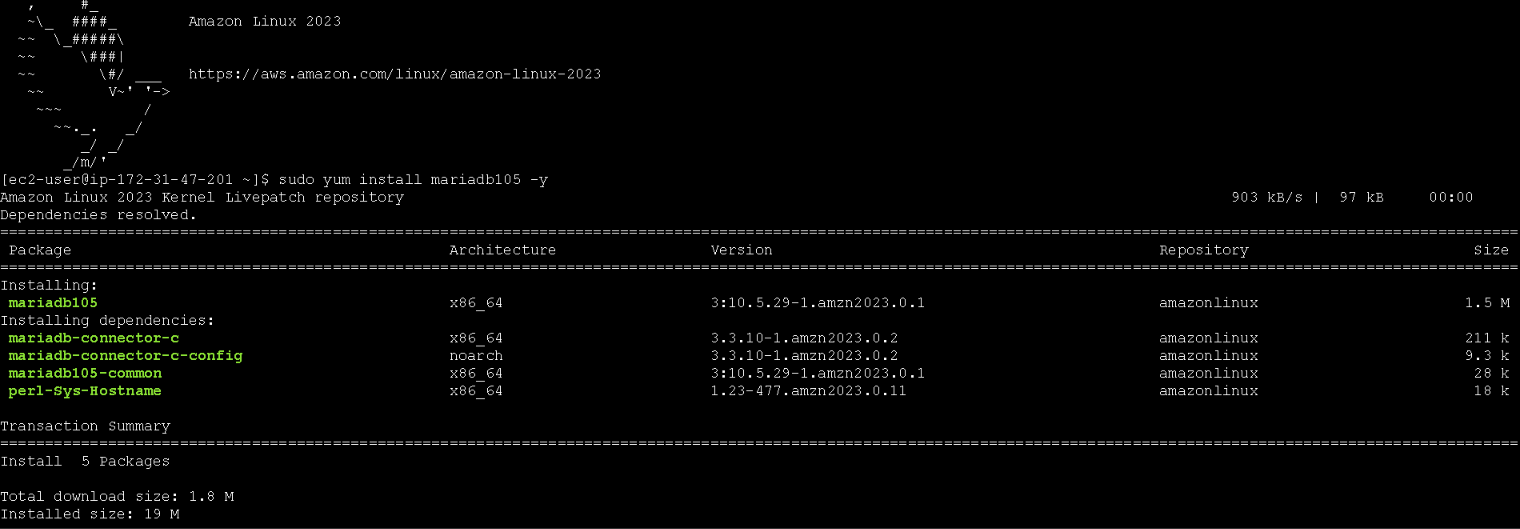 ,     #_
   ~\_  ####_        Amazon Linux 2023
  ~~  \_#####\
  ~~     \###|
  ~~       \#/ ___   https://aws.amazon.com/linux/amazon-linux-2023
   ~~       V~' '->
    ~~~         /
      ~~._.   _/
         _/ _/
       _/m/'
[ec2-user@ip-172-31-47-201 ~]$ sudo yum install mariadb105 -y
Amazon Linux 2023 Kernel Livepatch repository 903 kB/s | 97 kB 00:00
Dependencies resolved.
================================================================================
Package Architecture Version Repository Size
================================================================================
Installing:
mariadb105 x86_64 3:10.5.29-1.amzn2023.0.1 amazonlinux 1.5 M
Installing dependencies:
mariadb-connector-c x86_64 3.3.10-1.amzn2023.0.2 amazonlinux 211 k
mariadb-connector-c-config noarch 3.3.10-1.amzn2023.0.2 amazonlinux 9.3 k
mariadb105-common x86_64 3:10.5.29-1.amzn2023.0.1 amazonlinux 28 k
perl-Sys-Hostname x86_64 1.23-477.amzn2023.0.11 amazonlinux 18 k
Transaction Summary
================================================================================
Install 5 Packages
Total download size: 1.8 M
Installed size: 19 M